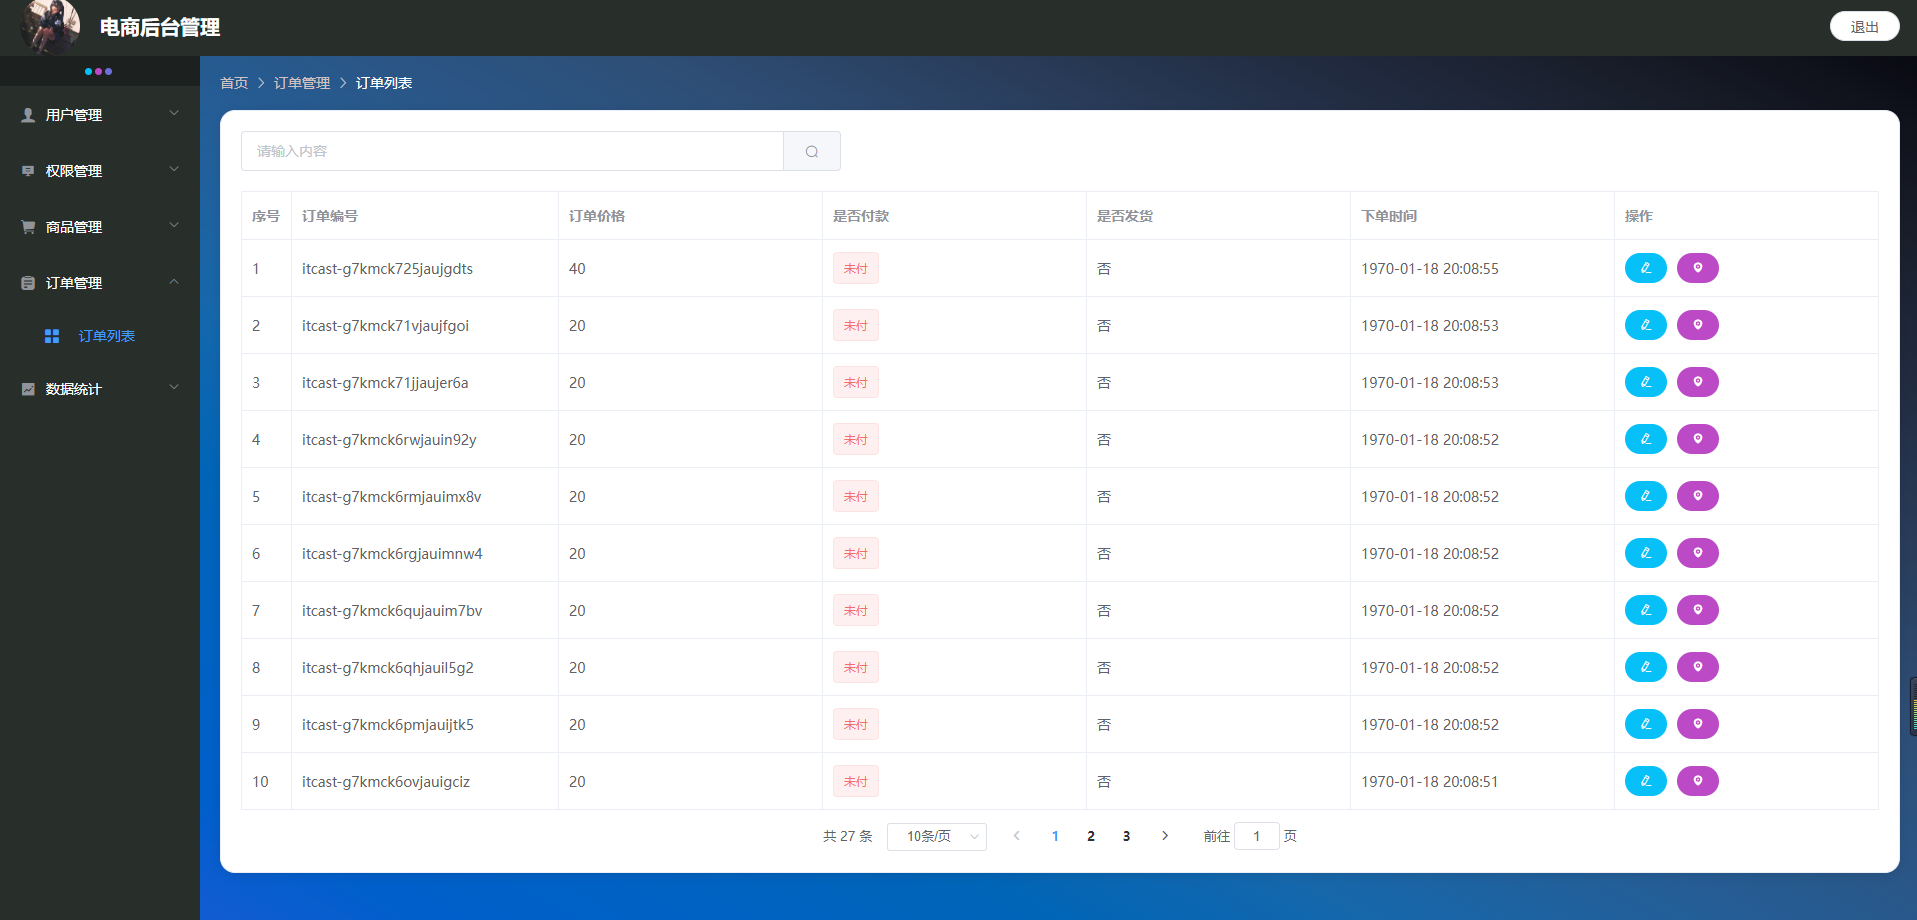 电商后台管理
退出
用户管理
权限管理
商品管理
订单管理
订单列表
数据统计
首页 > 订单管理 > 订单列表
请输入内容
序号 订单编号 订单价格 是否付款 是否发货 下单时间 操作
1 itcast-g7kmck725jaujgdts 40 未付 否 1970-01-18 20:08:55
2 itcast-g7kmck71vjaujfgoi 20 未付 否 1970-01-18 20:08:53
3 itcast-g7kmck71jjaujer6a 20 未付 否 1970-01-18 20:08:53
4 itcast-g7kmck6rwjauin92y 20 未付 否 1970-01-18 20:08:52
5 itcast-g7kmck6rmjauimx8v 20 未付 否 1970-01-18 20:08:52
6 itcast-g7kmck6rgjauimnw4 20 未付 否 1970-01-18 20:08:52
7 itcast-g7kmck6qujauim7bv 20 未付 否 1970-01-18 20:08:52
8 itcast-g7kmck6qhjauil5g2 20 未付 否 1970-01-18 20:08:52
9 itcast-g7kmck6pmjauijtk5 20 未付 否 1970-01-18 20:08:52
10 itcast-g7kmck6ovjauigciz 20 未付 否 1970-01-18 20:08:51
共 27 条 10条/页 1 2 3 前往 1 页